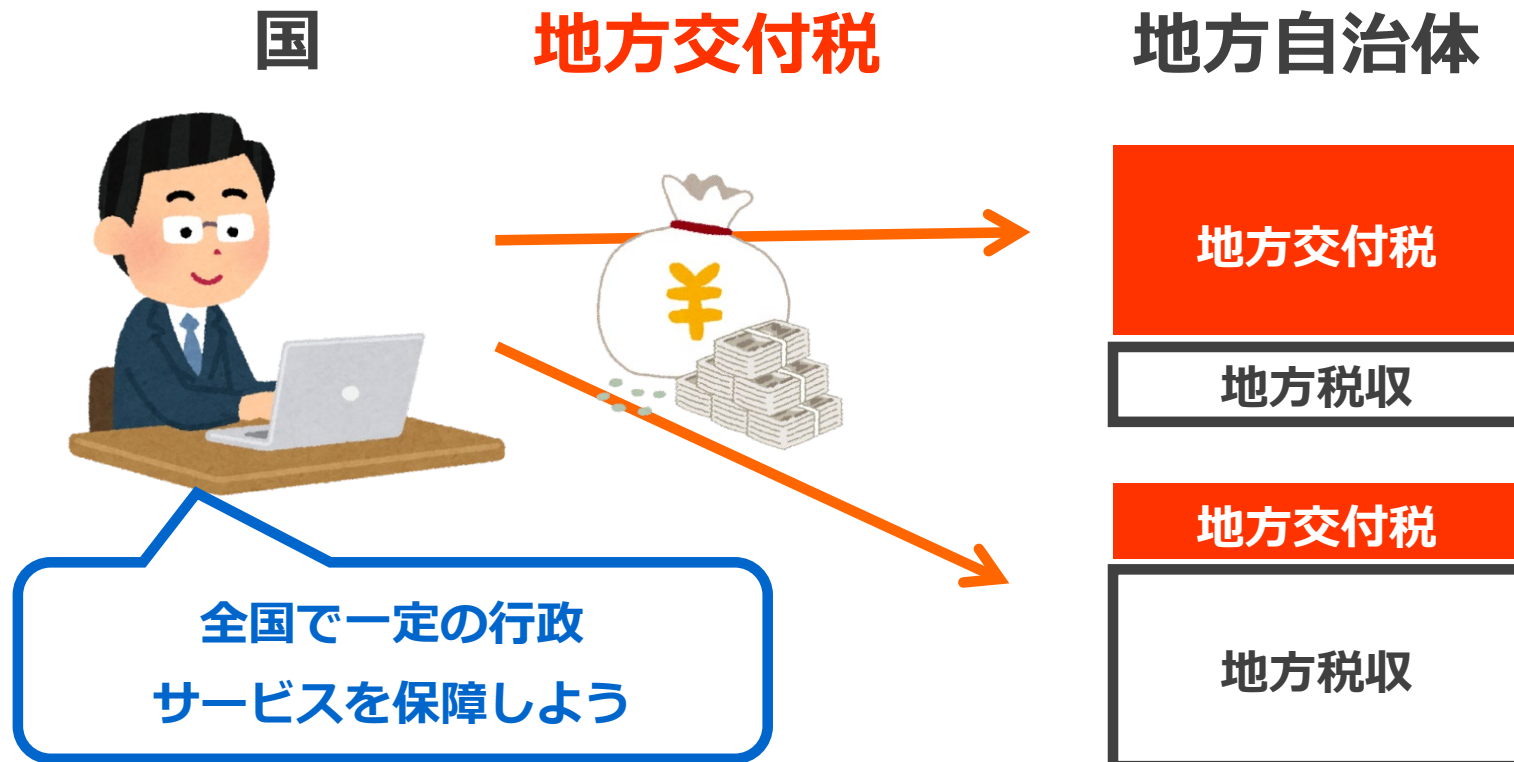 国
地方交付税
地方自治体
¥
地方交付税
地方税収
地方交付税
地方税収
全国で一定の行政
サービスを保障しよう